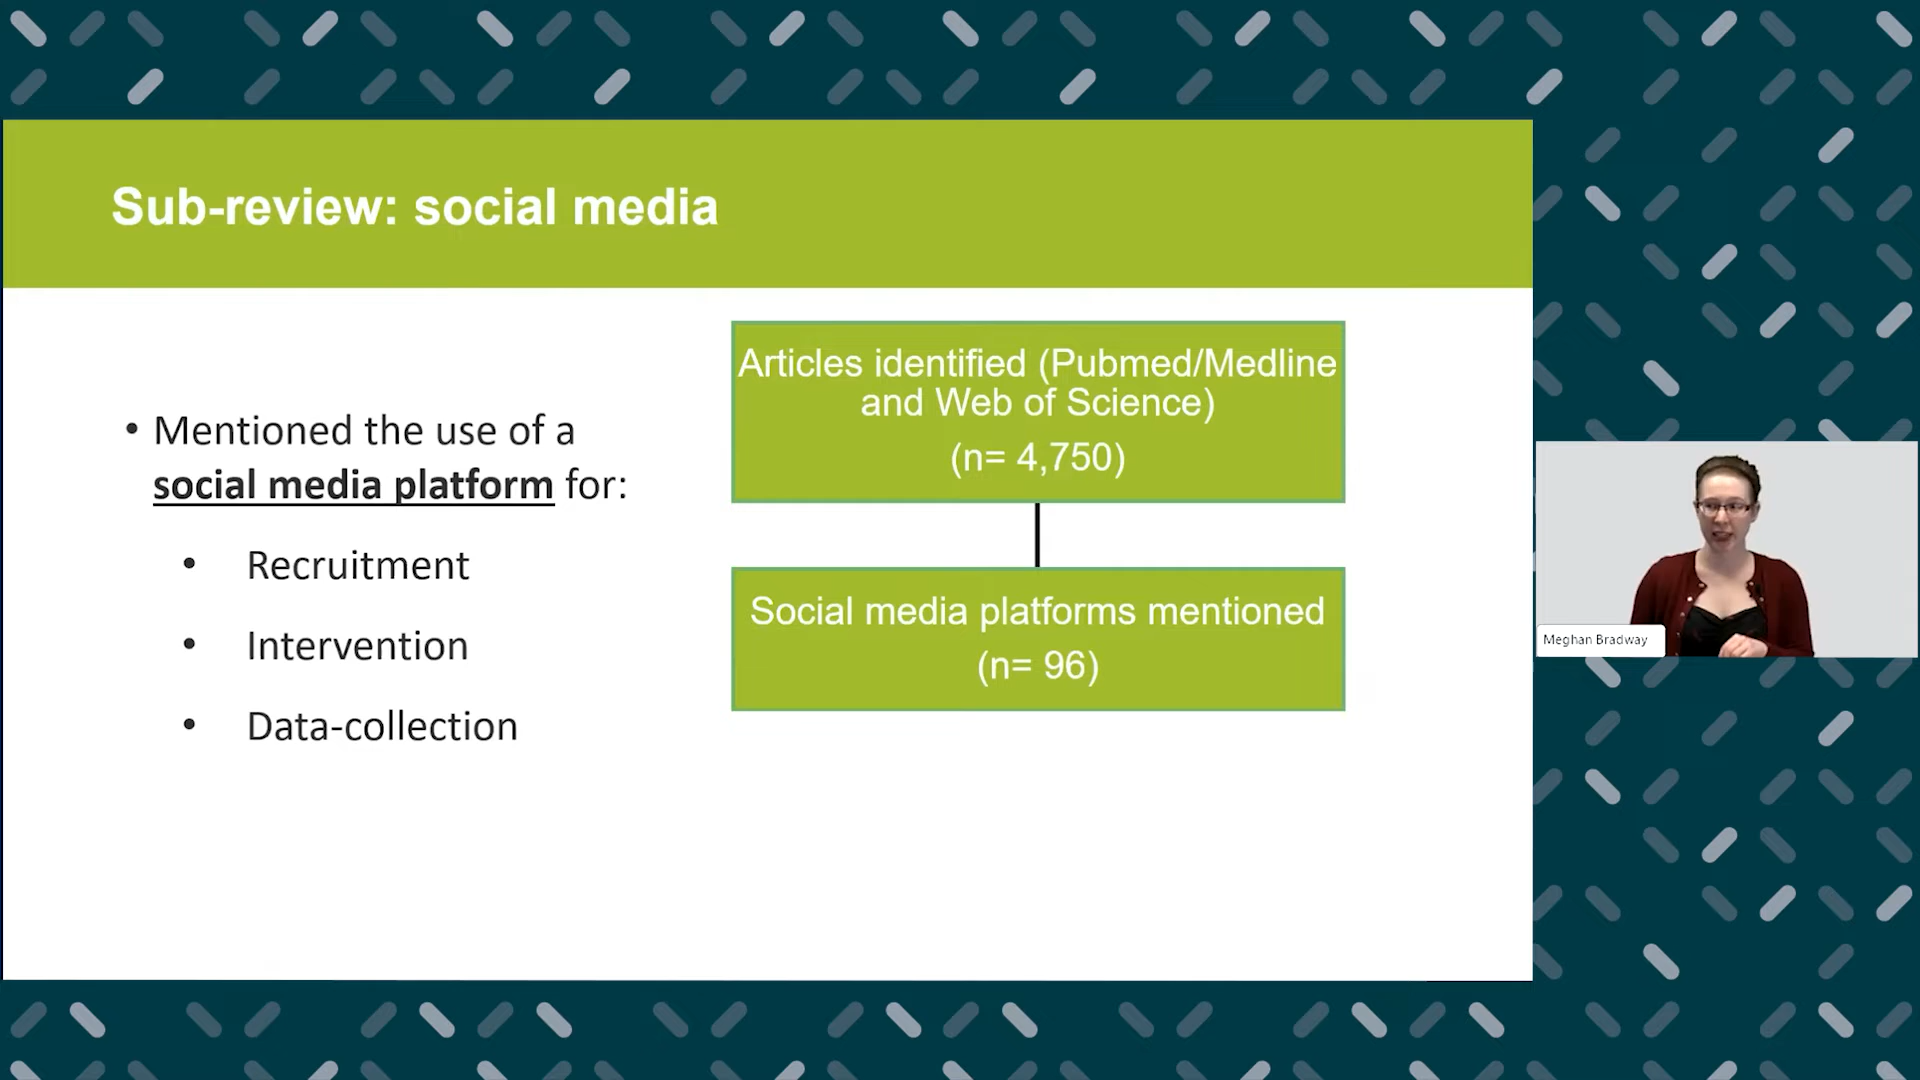 Sub-review: social media
• Mentioned the use of a
social media platform for:
• Recruitment
• Intervention
• Data-collection
Articles identified (Pubmed/Medline
and Web of Science)
(n= 4,750)
Social media platforms mentioned
(n= 96)
Meghan Bradway